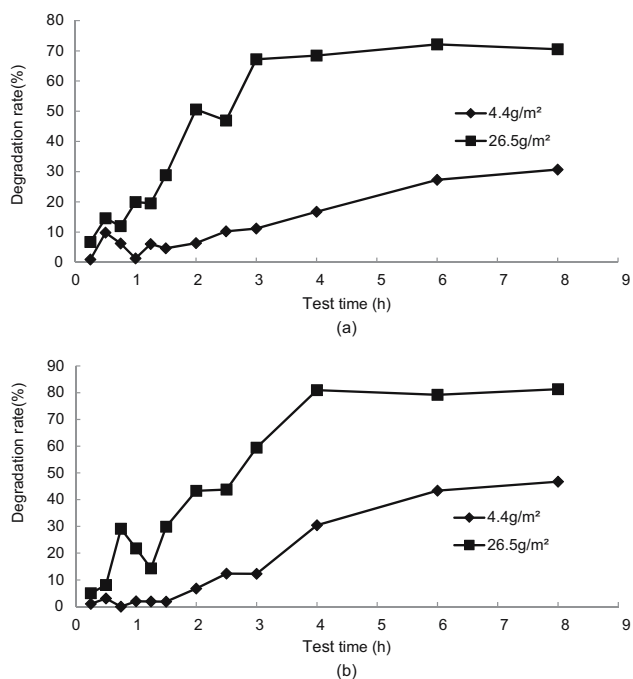 80
70
60
50
40
30
20
10
0
Degradation rate(%)
4.4g/m²
26.5g/m²
0 1 2 3 4 5 6 7 8 9
Test time (h)
(a)
90
80
70
60
50
40
30
20
10
0
Degradation rate(%)
4.4g/m²
26.5g/m²
0 1 2 3 4 5 6 7 8 9
Test time (h)
(b)